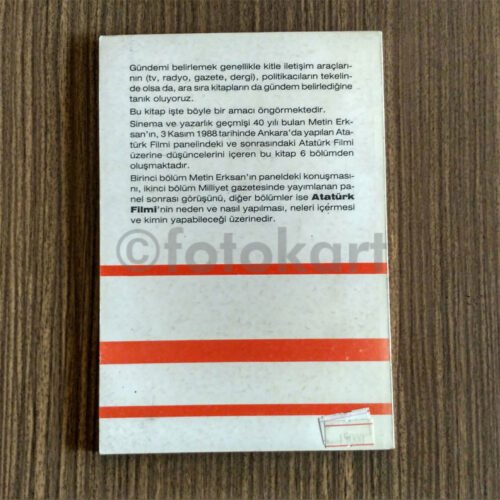 Gündemi belirlemek genellikle kitle iletişim araçları-
nın (tv, radyo, gazete, dergi), politikacıların tekelin-
de olsa da, ara sıra kitapların da gündem belirlediğine
tanık oluyoruz.
Bu kitap işte böyle bir amacı öngörmektedir.
Sinema ve yazarlık geçmişi 40 yılı bulan Metin Erk-
san'ın, 3 Kasım 1988 tarihinde Ankara'da yapılan Ata-
türk Filmi panelindeki ve sonrasındaki Atatürk Filmi
üzerine düşüncelerini içeren bu kitap 6 bölümden
oluşmaktadır.
Birinci bölüm Metin Erksan'ın paneldeki konuşması-
nı, ikinci bölüm Milliyet gazetesinde yayımlanan pa-
nel sonrası görüşünü, diğer bölümler ise Atatürk
Filmi'nin neden ve nasıl yapılması, neleri içermesi
ve kimin yapabileceği üzerinedir.
©fotokart